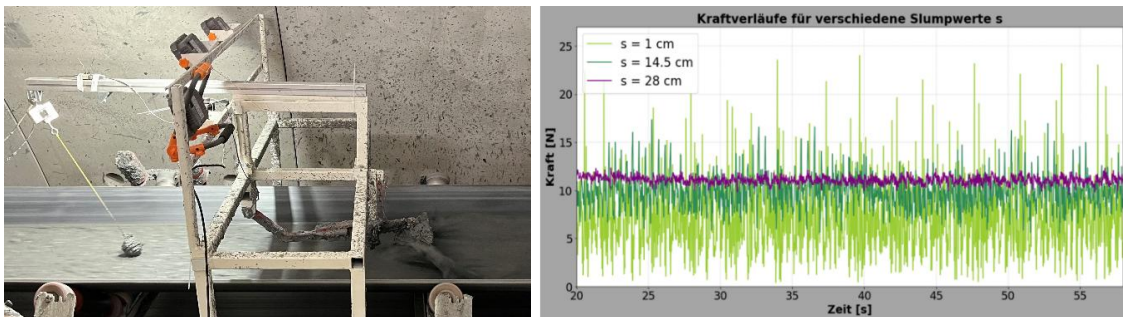 Kraftverläufe für verschiedene Slumpwerte s
s = 1 cm
s = 14.5 cm
s = 28 cm
Kraft [N]
25
20
15
10
5
0
20 25 30 35 40 45 50 55
Zeit [s]